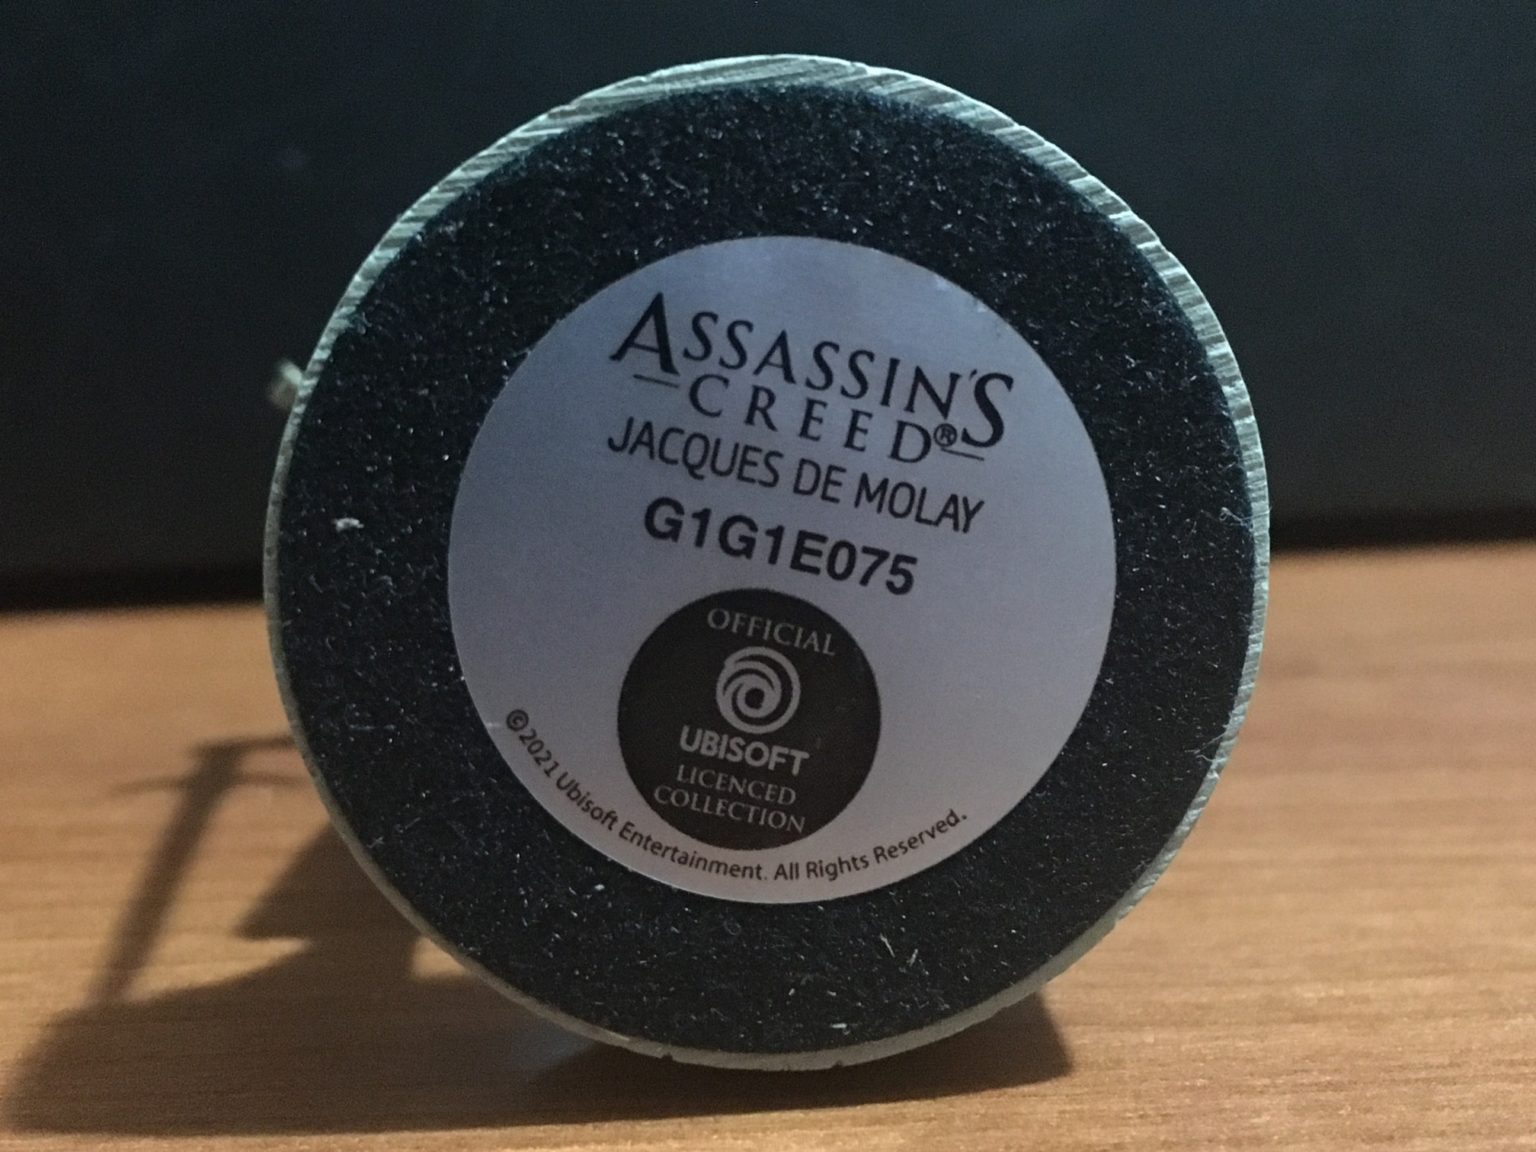 ASSASSIN'S
CREED®
JACQUES DE MOLAY
G1G1E075
OFFICIAL
UBISOFT
LICENCED
COLLECTION
©2021 Ubisoft Entertainment. All Rights Reserved.